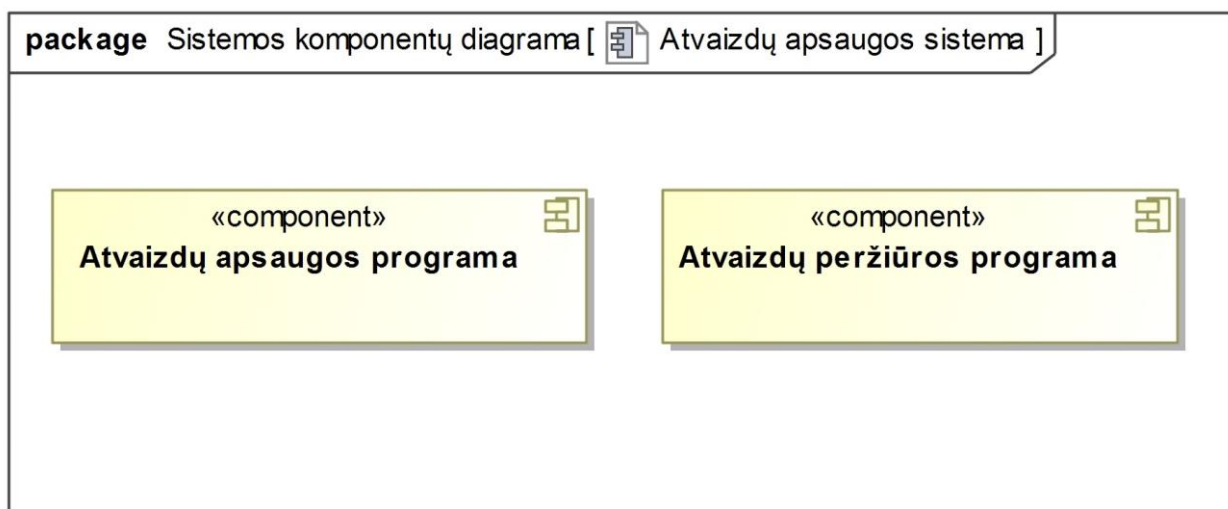 package Sistemos komponentų diagrama [ Atvaizdų apsaugos sistema ]
«component»
Atvaizdų apsaugos programa
«component»
Atvaizdų peržiūros programa